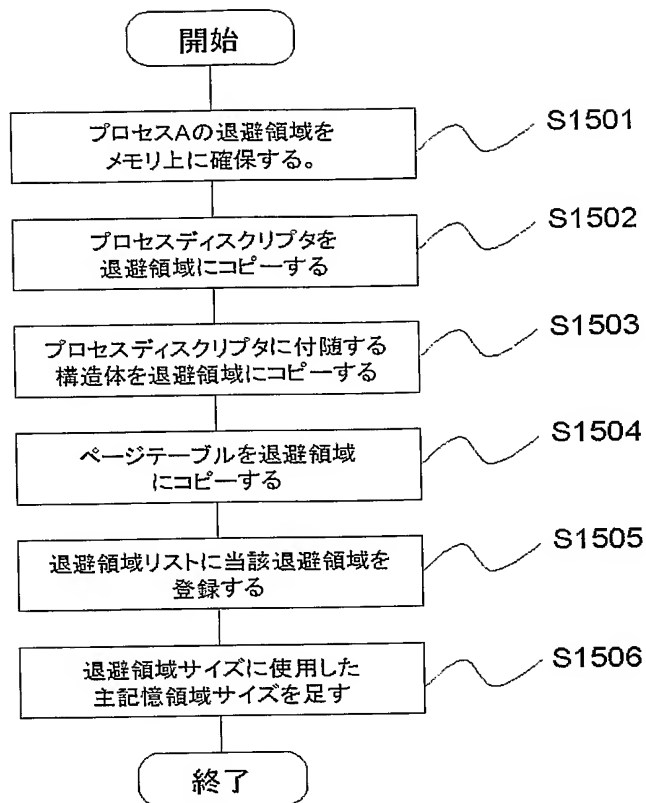 開始
プロセスAの退避領域を
メモリ上に確保する。
S1501
プロセスディスクリプタを
退避領域にコピーする
S1502
プロセスディスクリプタに付随する
構造体を退避領域にコピーする
S1503
ページテーブルを退避領域
にコピーする
S1504
退避領域リストに当該退避領域を
登録する
S1505
退避領域サイズに使用した
主記憶領域サイズを足す
S1506
終了